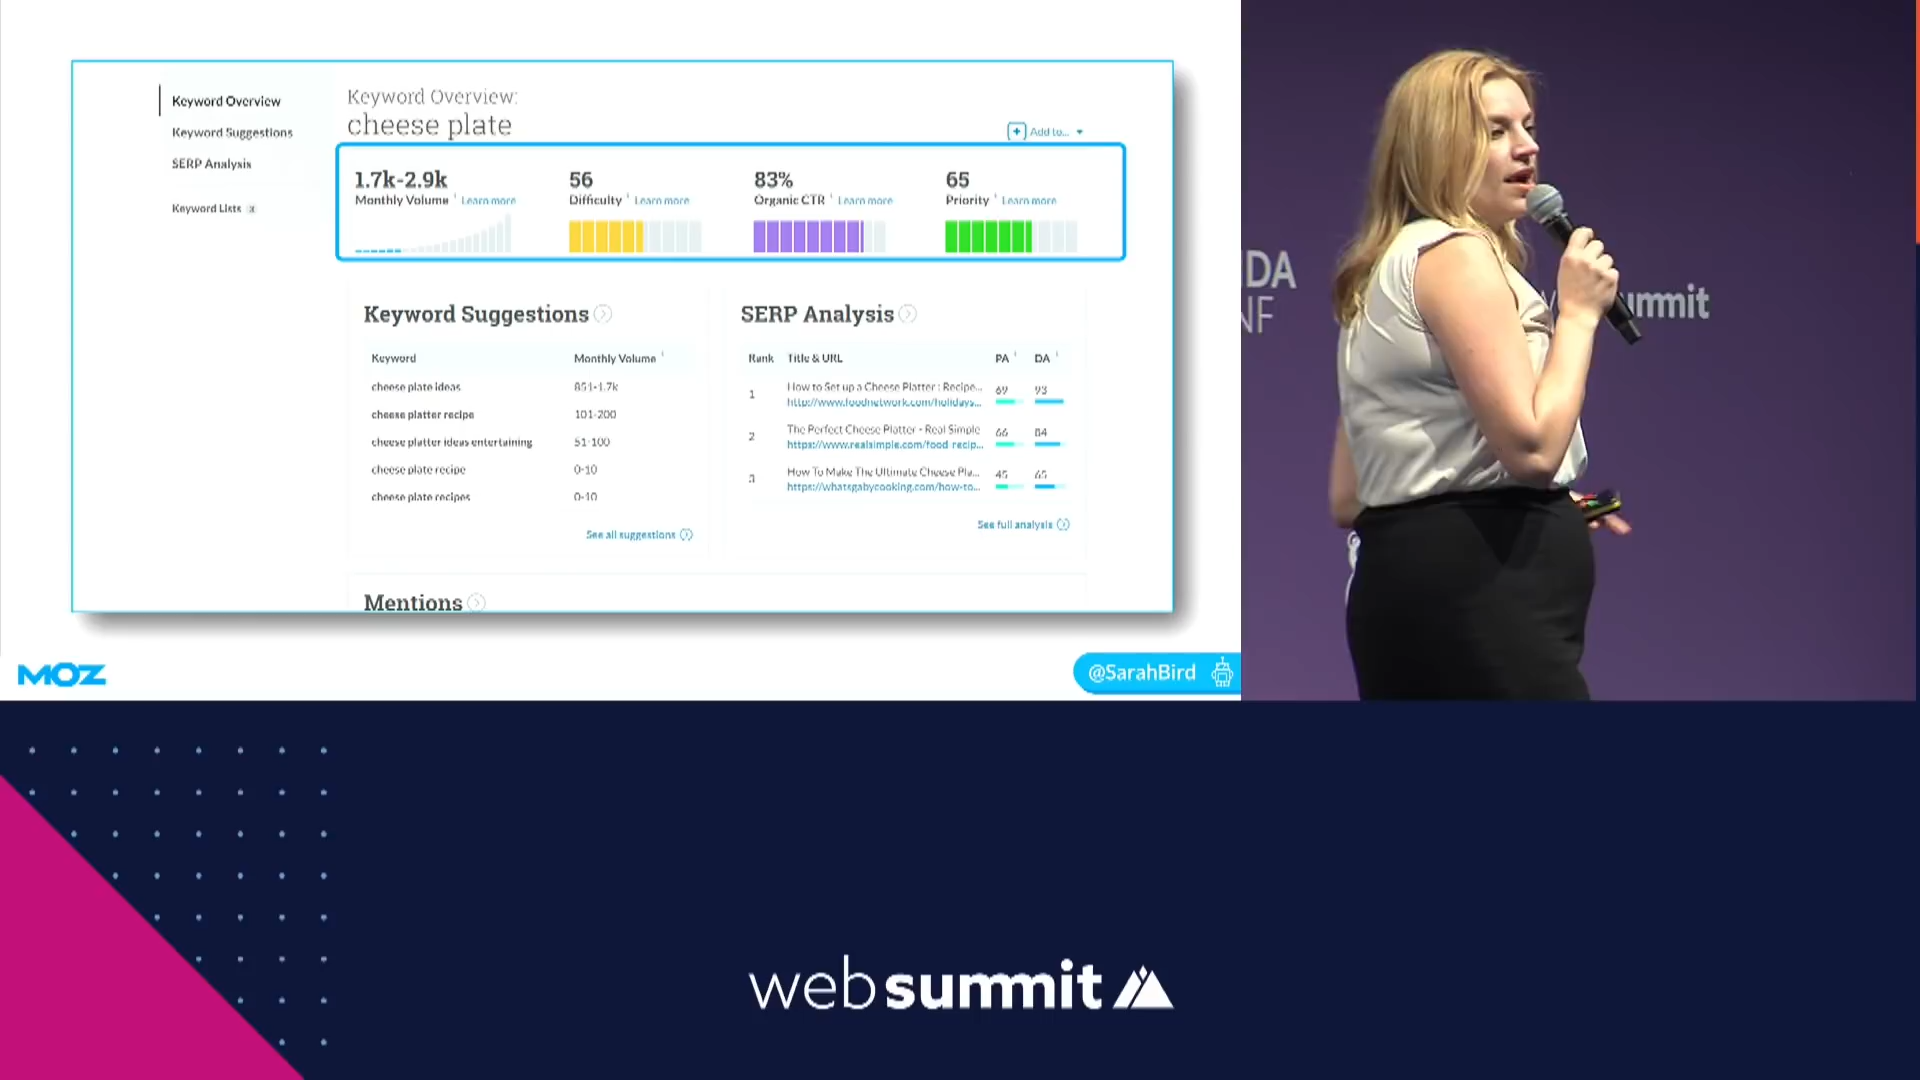 Keyword Overview
Keyword Suggestions
SERP Analysis
Keyword Lists
Keyword Overview:
cheese plate
Add to...
1.7k-2.9k
Monthly Volume Learn more
56
Difficulty Learn more
83%
Organic CTR Learn more
65
Priority Learn more
Keyword Suggestions
Keyword Monthly Volume
cheese plate ideas 851-1.7k
cheese platter recipe 101-200
cheese platter ideas entertaining 51-100
cheese plate recipe 0-10
cheese plate recipes 0-10
See all suggestions
SERP Analysis
Rank Title & URL PA DA
1 How to Set up a Cheese Platter : Recipe... 69 93
http://www.foodnetwork.com/holidays...
2 The Perfect Cheese Platter - Real Simple 66 84
https://www.realsimple.com/food-recip...
3 How To Make The Ultimate Cheese Pla... 45 65
https://whatsgabycooking.com/how-to...
See full analysis
Mentions
MOZ
@SarahBird
DA
NF
ummit
web summit